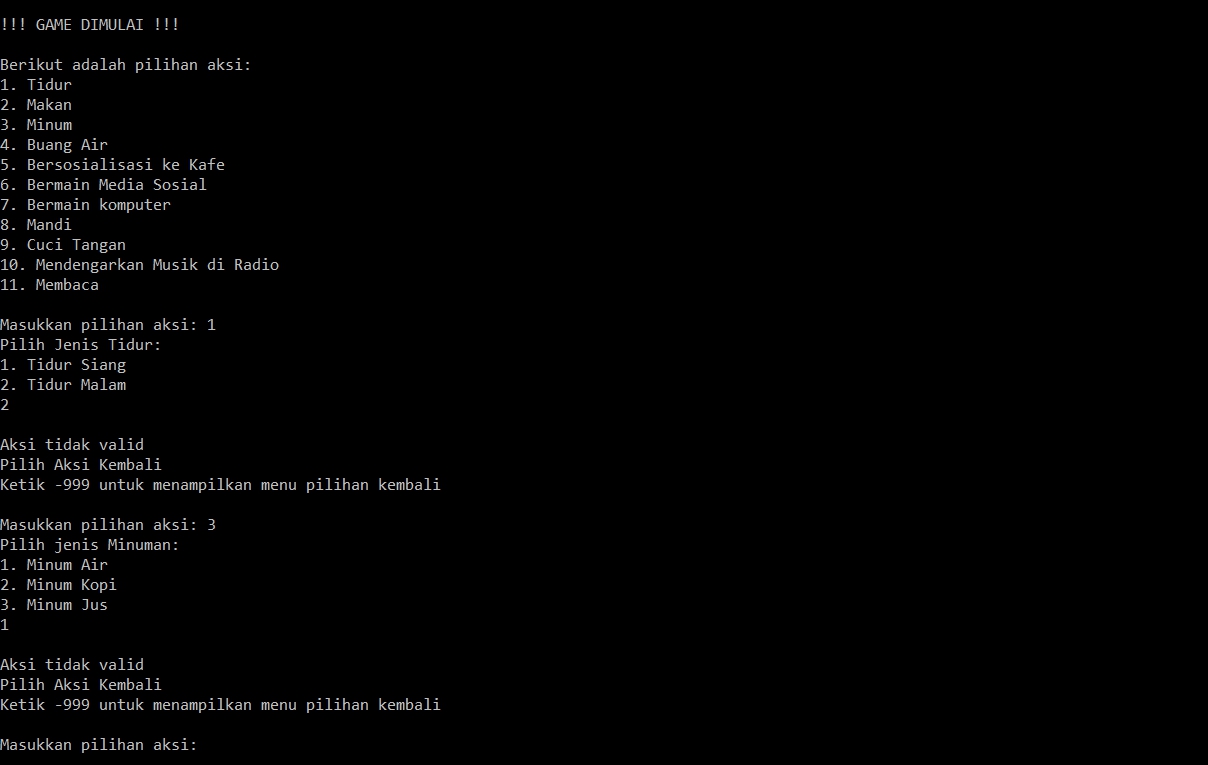 !!! GAME DIMULAI !!!
Berikut adalah pilihan aksi:
1. Tidur
2. Makan
3. Minum
4. Buang Air
5. Bersosialisasi ke Kafe
6. Bermain Media Sosial
7. Bermain komputer
8. Mandi
9. Cuci Tangan
10. Mendengarkan Musik di Radio
11. Membaca
Masukkan pilihan aksi: 1
Pilih Jenis Tidur:
1. Tidur Siang
2. Tidur Malam
2
Aksi tidak valid
Pilih Aksi Kembali
Ketik -999 untuk menampilkan menu pilihan kembali
Masukkan pilihan aksi: 3
Pilih jenis Minuman:
1. Minum Air
2. Minum Kopi
3. Minum Jus
1
Aksi tidak valid
Pilih Aksi Kembali
Ketik -999 untuk menampilkan menu pilihan kembali
Masukkan pilihan aksi: